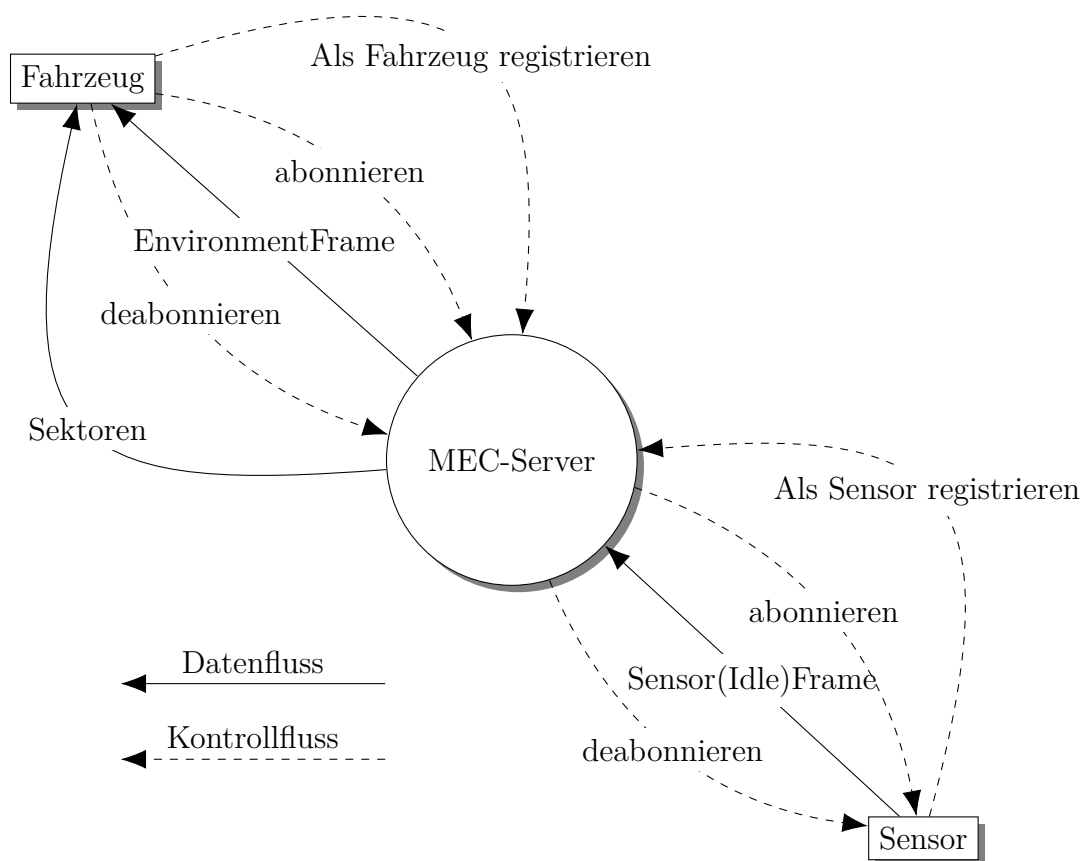 Als Fahrzeug registrieren
Fahrzeug
abonnieren
EnvironmentFrame
deabonnieren
Sektoren
MEC-Server
Als Sensor registrieren
abonnieren
Datenfluss
Sensor(Idle)Frame
Kontrollfluss
deabonnieren
Sensor